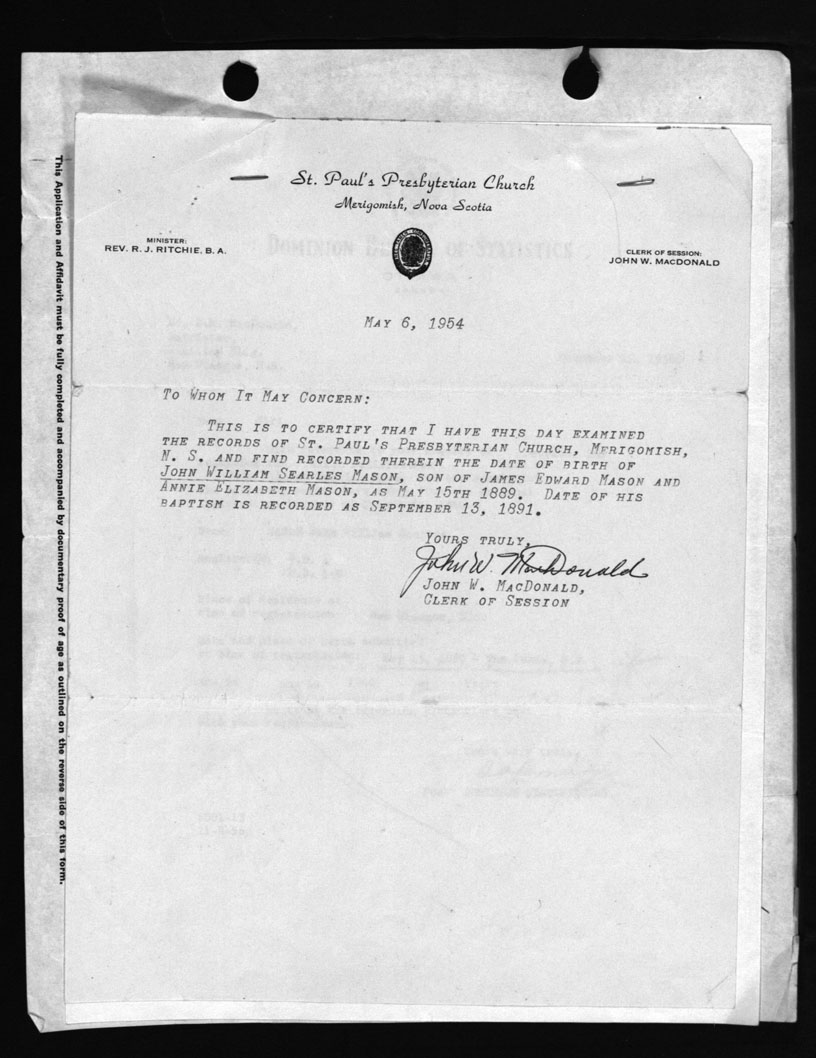 This Application and Affidavit must be fully completed and accompanied by documentary proof of age as outlined on the reverse side of this form.
St. Paul's Presbyterian Church
Merigomish, Nova Scotia
MINISTER:
REV. R. J. RITCHIE, B. A.
CLERK OF SESSION:
JOHN W. MACDONALD
DOMINION OF STATISTICS
MAY 6, 1954
TO WHOM IT MAY CONCERN:
THIS IS TO CERTIFY THAT I HAVE THIS DAY EXAMINED
THE RECORDS OF ST. PAUL'S PRESBYTERIAN CHURCH, MERIGOMISH,
N. S. AND FIND RECORDED THEREIN THE DATE OF BIRTH OF
JOHN WILLIAM SEARLES MASON, SON OF JAMES EDWARD MASON AND
ANNIE ELIZABETH MASON, AS MAY 15TH 1889. DATE OF HIS
BAPTISM IS RECORDED AS SEPTEMBER 13, 1891.
YOURS TRULY,
John W. MacDonald
JOHN W. MACDONALD,
CLERK OF SESSION